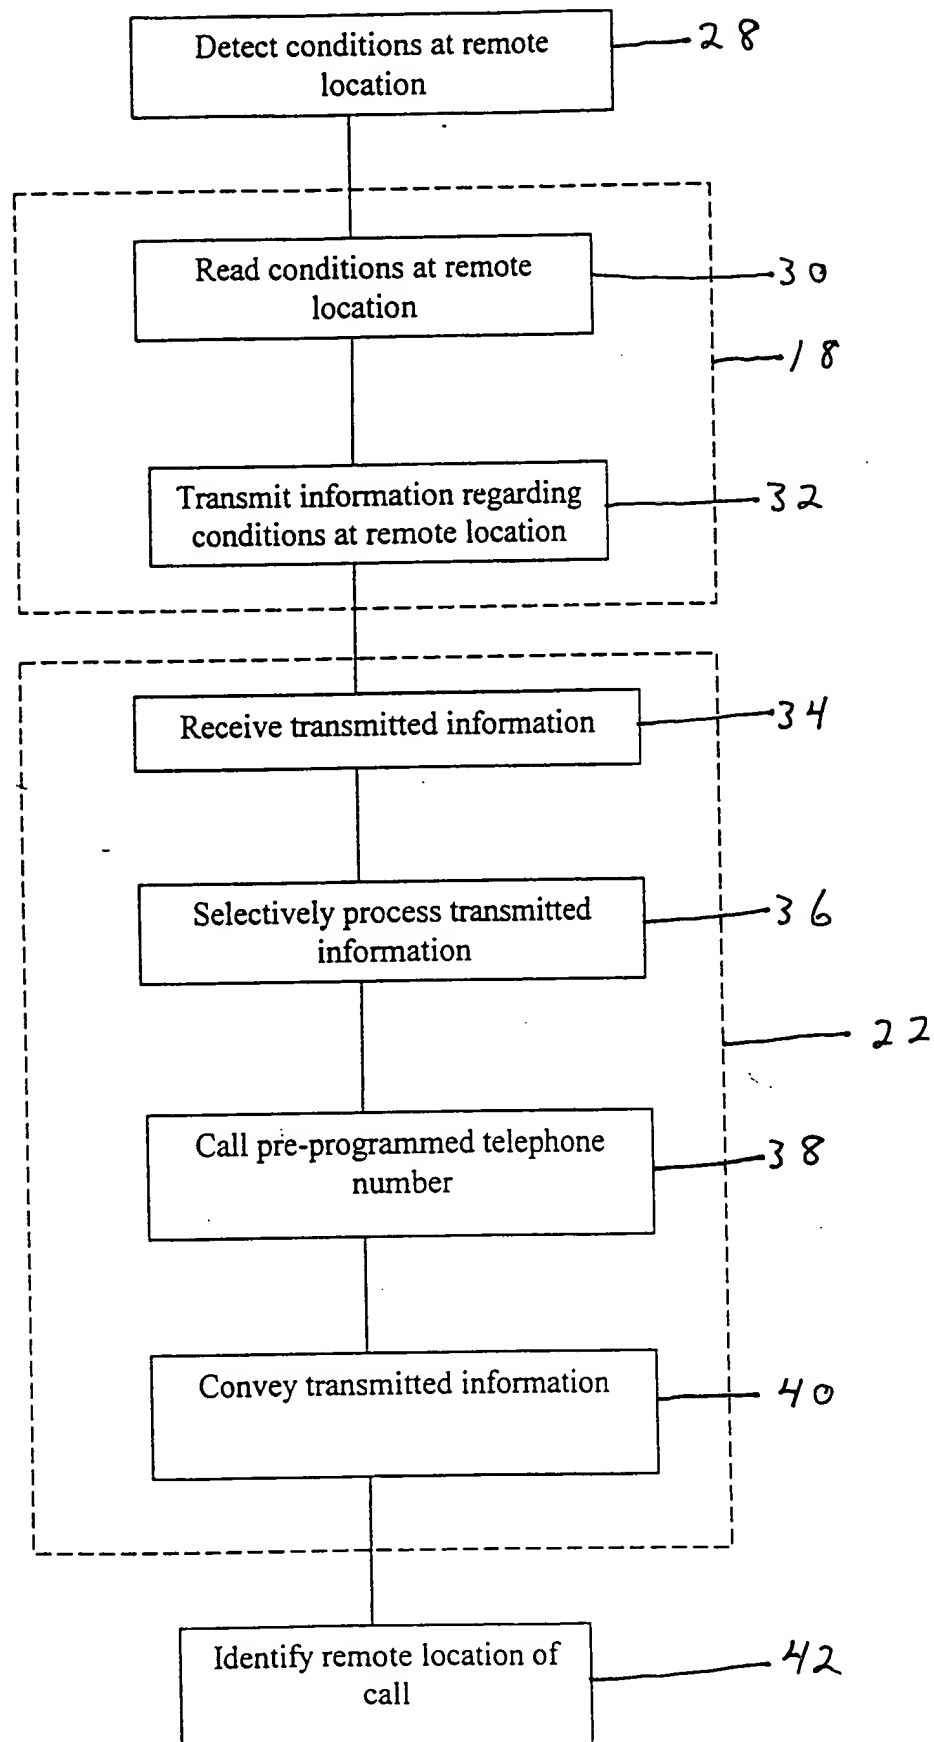 Detect conditions at remote
location
28
Read conditions at remote
location
30
18
Transmit information regarding
conditions at remote location
32
Receive transmitted information
34
Selectively process transmitted
information
36
22
Call pre-programmed telephone
number
38
Convey transmitted information
40
Identify remote location of
call
42